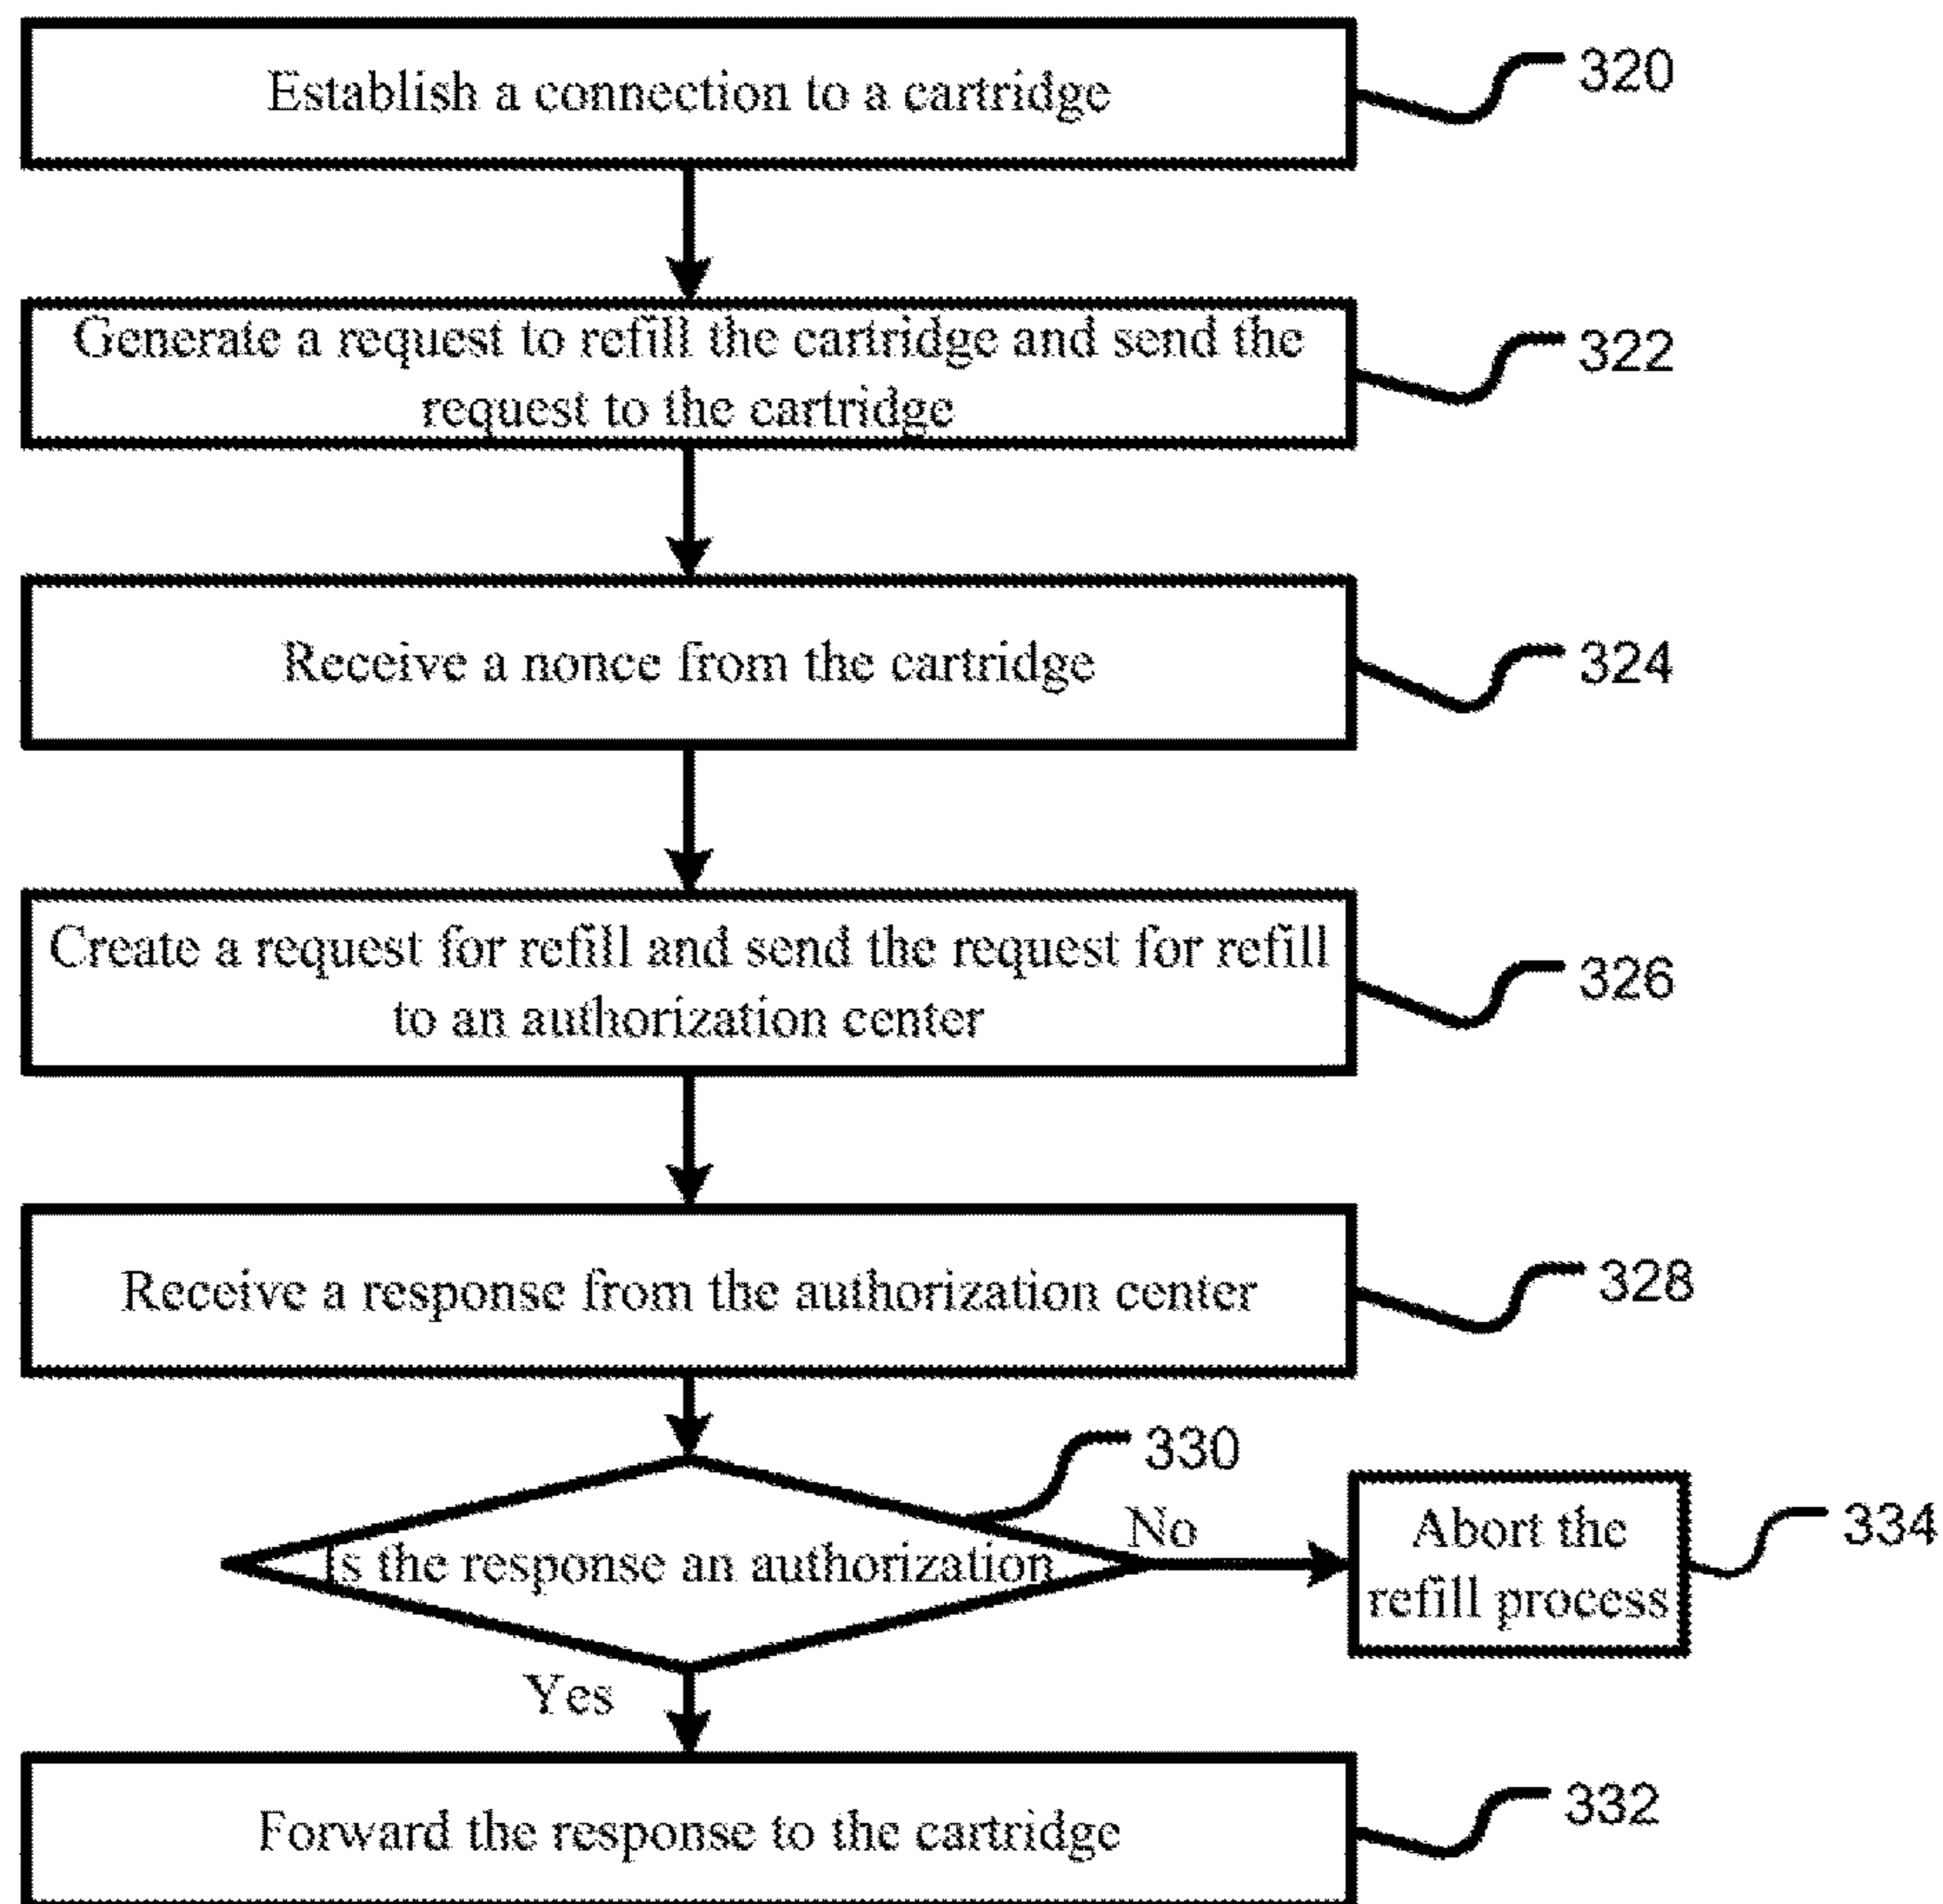 Establish a connection to a cartridge
320
Generate a request to refill the cartridge and send the
request to the cartridge
322
Receive a nonce from the cartridge
324
Create a request for refill and send the request for refill
to an authorization center
326
Receive a response from the authorization center
328
330
Is the response an authorization
No
Abort the
refill process
334
Yes
Forward the response to the cartridge
332